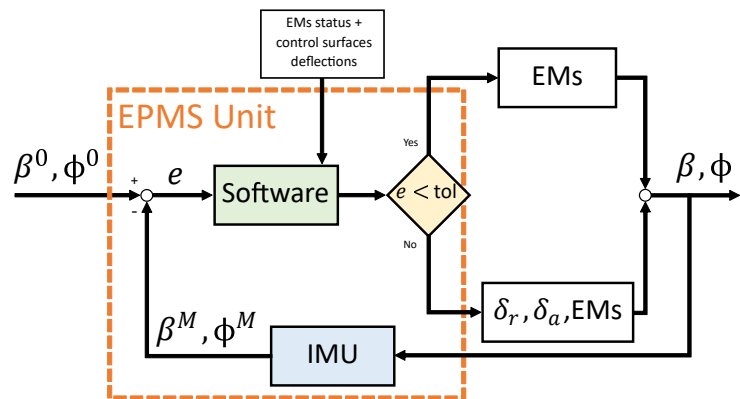 EMs status +
control surfaces
deflections
EPMS Unit
EMs
Yes
β⁰, ϕ⁰
+
-
e
Software
e < tol
β, ϕ
No
δᵣ, δₐ,EMs
βᴹ, ϕᴹ
IMU